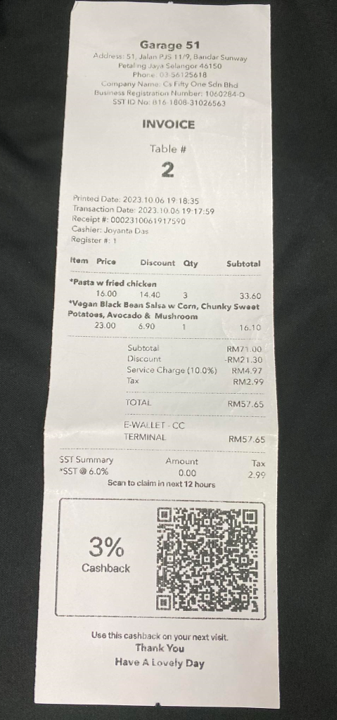 Garage 51
Address: 51, Jalan PJS 11/9, Bandar Sunway
Petaling Jaya Selangor 46150
Phone: 03-56125618
Company Name: Cs Fifty One Sdn Bhd
Business Registration Number: 1060284-D
SST ID No: B16-1808-31026563
INVOICE
Table #
2
Printed Date: 2023.10.06 19:18:35
Transaction Date: 2023.10.06 19:17:59
Receipt #: 0002310061917590
Cashier: Joyanta Das
Register #: 1
Item Price Discount Qty Subtotal
*Pasta w fried chicken
16.00 14.40 3 33.60
*Vegan Black Bean Salsa w Corn, Chunky Sweet
Potatoes, Avocado & Mushroom
23.00 6.90 1 16.10
Subtotal RM71.00
Discount -RM21.30
Service Charge (10.0%) RM4.97
Tax RM2.99
TOTAL RM57.65
E-WALLET - CC
TERMINAL RM57.65
SST Summary Amount Tax
*SST @ 6.0% 0.00 2.99
Scan to claim in next 12 hours
3%
Cashback
Use this cashback on your next visit.
Thank You
Have A Lovely Day